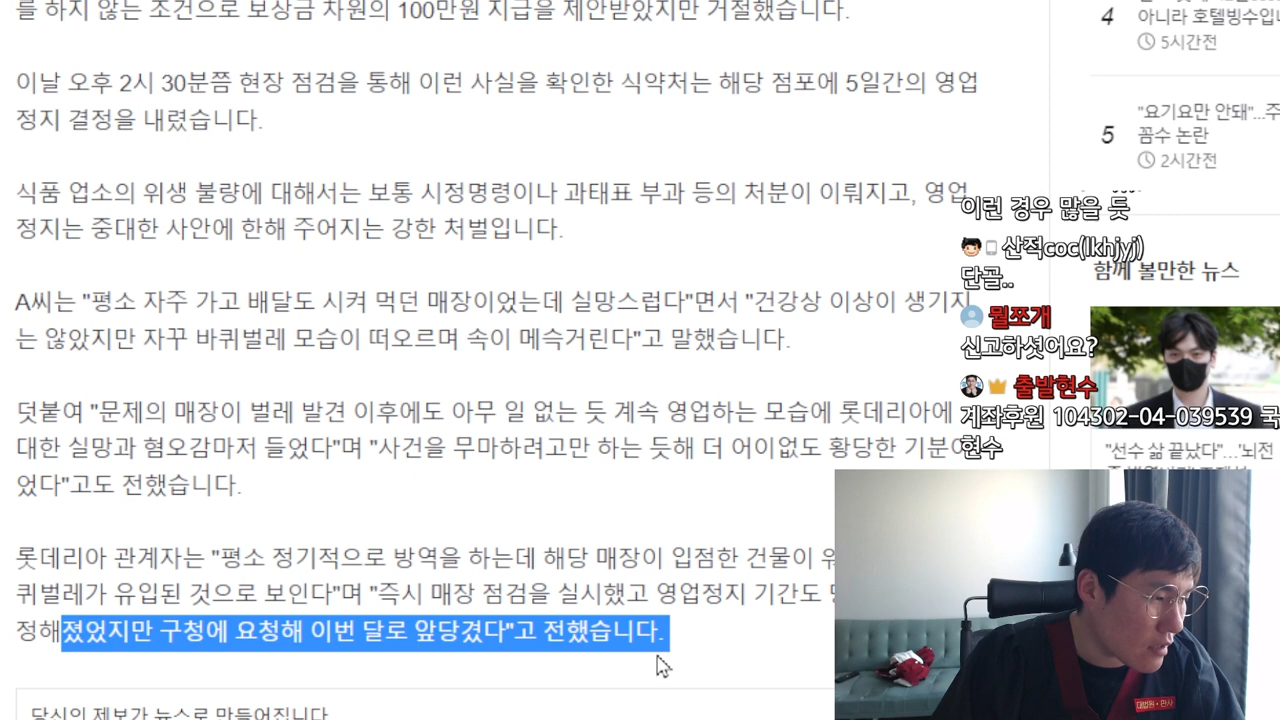 를 하지 않는 조건으로 보상금 차원의 100만원 지급을 제안받았지만 거절했습니다.
이날 오후 2시 30분쯤 현장 점검을 통해 이런 사실을 확인한 식약처는 해당 점포에 5일간의 영업
정지 결정을 내렸습니다.
식품 업소의 위생 불량에 대해서는 보통 시정명령이나 과태표 부과 등의 처분이 이뤄지고, 영업
정지는 중대한 사안에 한해 주어지는 강한 처벌입니다.
A씨는 "평소 자주 가고 배달도 시켜 먹던 매장이었는데 실망스럽다"면서 "건강상 이상이 생기지
는 않았지만 자꾸 바퀴벌레 모습이 떠오르며 속이 메슥거린다"고 말했습니다.
덧붙여 "문제의 매장이 벌레 발견 이후에도 아무 일 없는 듯 계속 영업하는 모습에 롯데리아에
대한 실망과 혐오감마저 들었다"며 "사건을 무마하려고만 하는 듯해 더 어이없도 황당한 기분이
었다"고도 전했습니다.
롯데리아 관계자는 "평소 정기적으로 방역을 하는데 해당 매장이 입점한 건물이
퀴벌레가 유입된 것으로 보인다"며 "즉시 매장 점검을 실시했고 영업정지 기간도
정해졌었지만 구청에 요청해 이번 달로 앞당겼다"고 전했습니다.
당신의 제보가 뉴스로 만들어집니다
4
아니라 호텔빙수입니
5시간전
5
"요기요만 안돼"...주
꼼수 논란
2시간전
함께 볼만한 뉴스
"선수 삶 끝났다"…'뇌전
이런 경우 많을 듯
산적coc(lkhjyj)
단골..
뭘쪼개
신고하셧어요?
출발현수
계좌후원 104302-04-039539 국
현수
대법원·판사